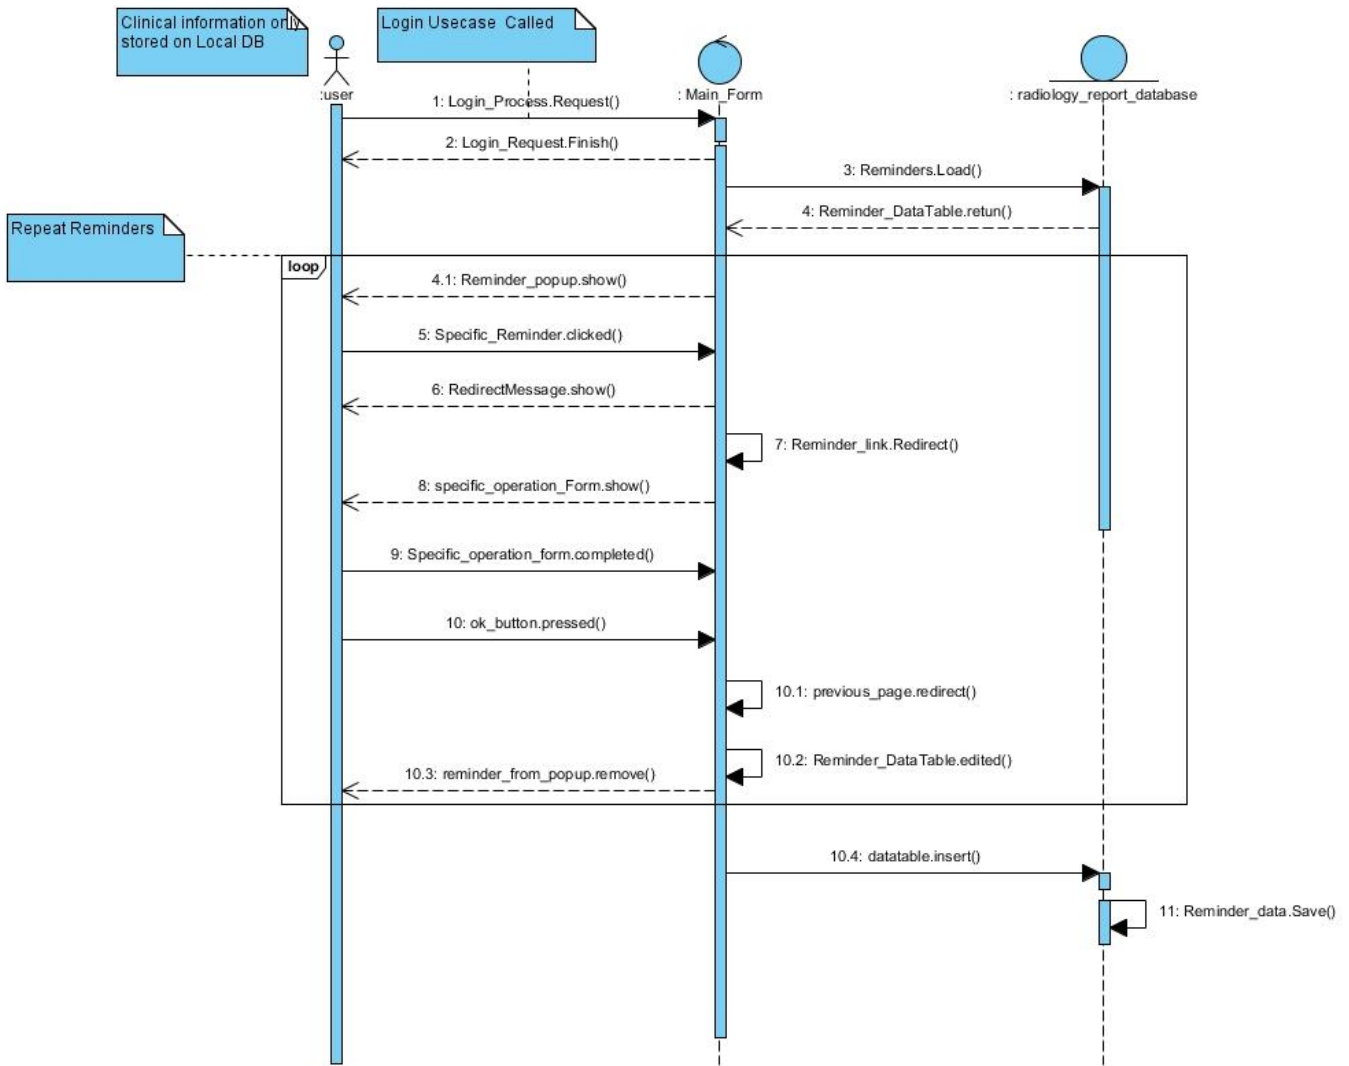 Clinical information only
stored on Local DB
Login Usecase  Called
:user
: Main_Form
: radiology_report_database
1: Login_Process.Request()
2: Login_Request.Finish()
3: Reminders.Load()
4: Reminder_DataTable.retun()
Repeat Reminders
loop
4.1: Reminder_popup.show()
5: Specific_Reminder.clicked()
6: RedirectMessage.show()
7: Reminder_link.Redirect()
8: specific_operation_Form.show()
9: Specific_operation_form.completed()
10: ok_button.pressed()
10.1: previous_page.redirect()
10.2: Reminder_DataTable.edited()
10.3: reminder_from_popup.remove()
10.4: datatable.insert()
11: Reminder_data.Save()